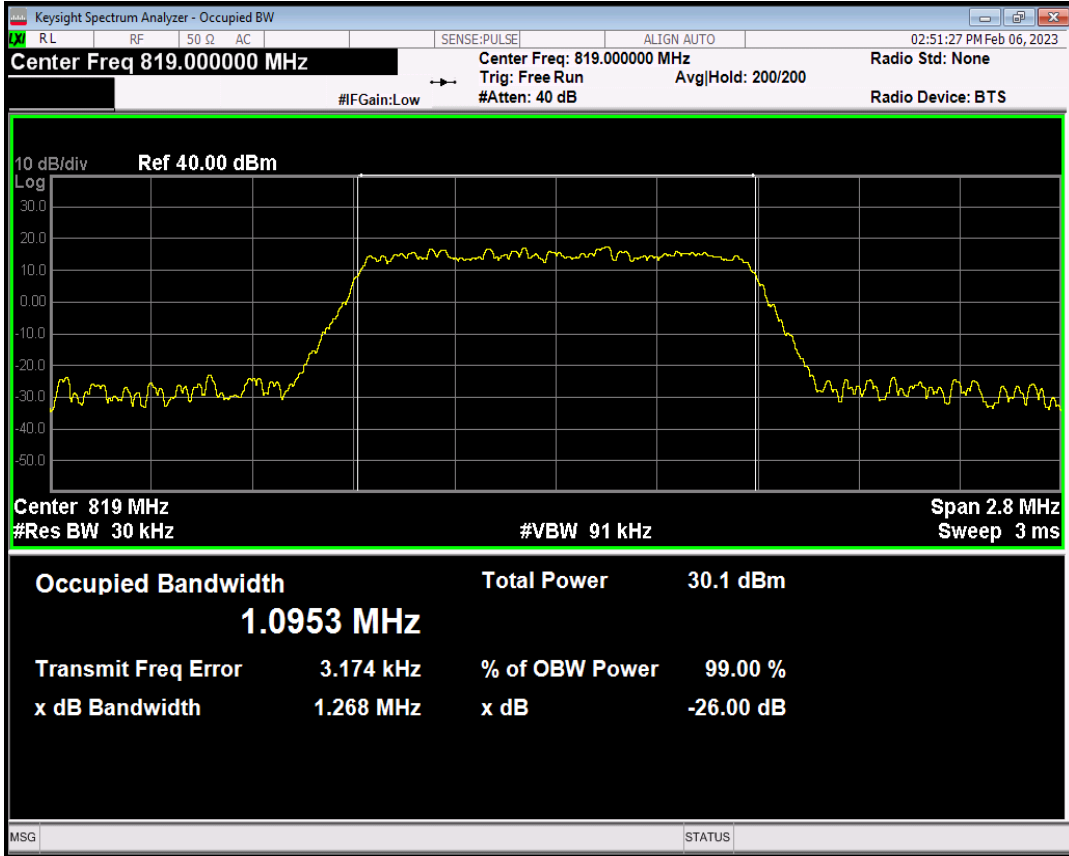 Keysight Spectrum Analyzer - Occupied BW
LXI RL RF 50 Ω AC SENSE:PULSE ALIGN AUTO 02:51:27 PM Feb 06, 2023
Center Freq 819.000000 MHz Center Freq: 819.000000 MHz Radio Std: None
Trig: Free Run Avg|Hold: 200/200
#IFGain:Low #Atten: 40 dB Radio Device: BTS
10 dB/div Ref 40.00 dBm
Log
30.0
20.0
10.0
0.00
-10.0
-20.0
-30.0
-40.0
-50.0
Center 819 MHz Span 2.8 MHz
#Res BW 30 kHz #VBW 91 kHz Sweep 3 ms
Occupied Bandwidth Total Power 30.1 dBm
1.0953 MHz
Transmit Freq Error 3.174 kHz % of OBW Power 99.00 %
x dB Bandwidth 1.268 MHz x dB -26.00 dB
MSG STATUS